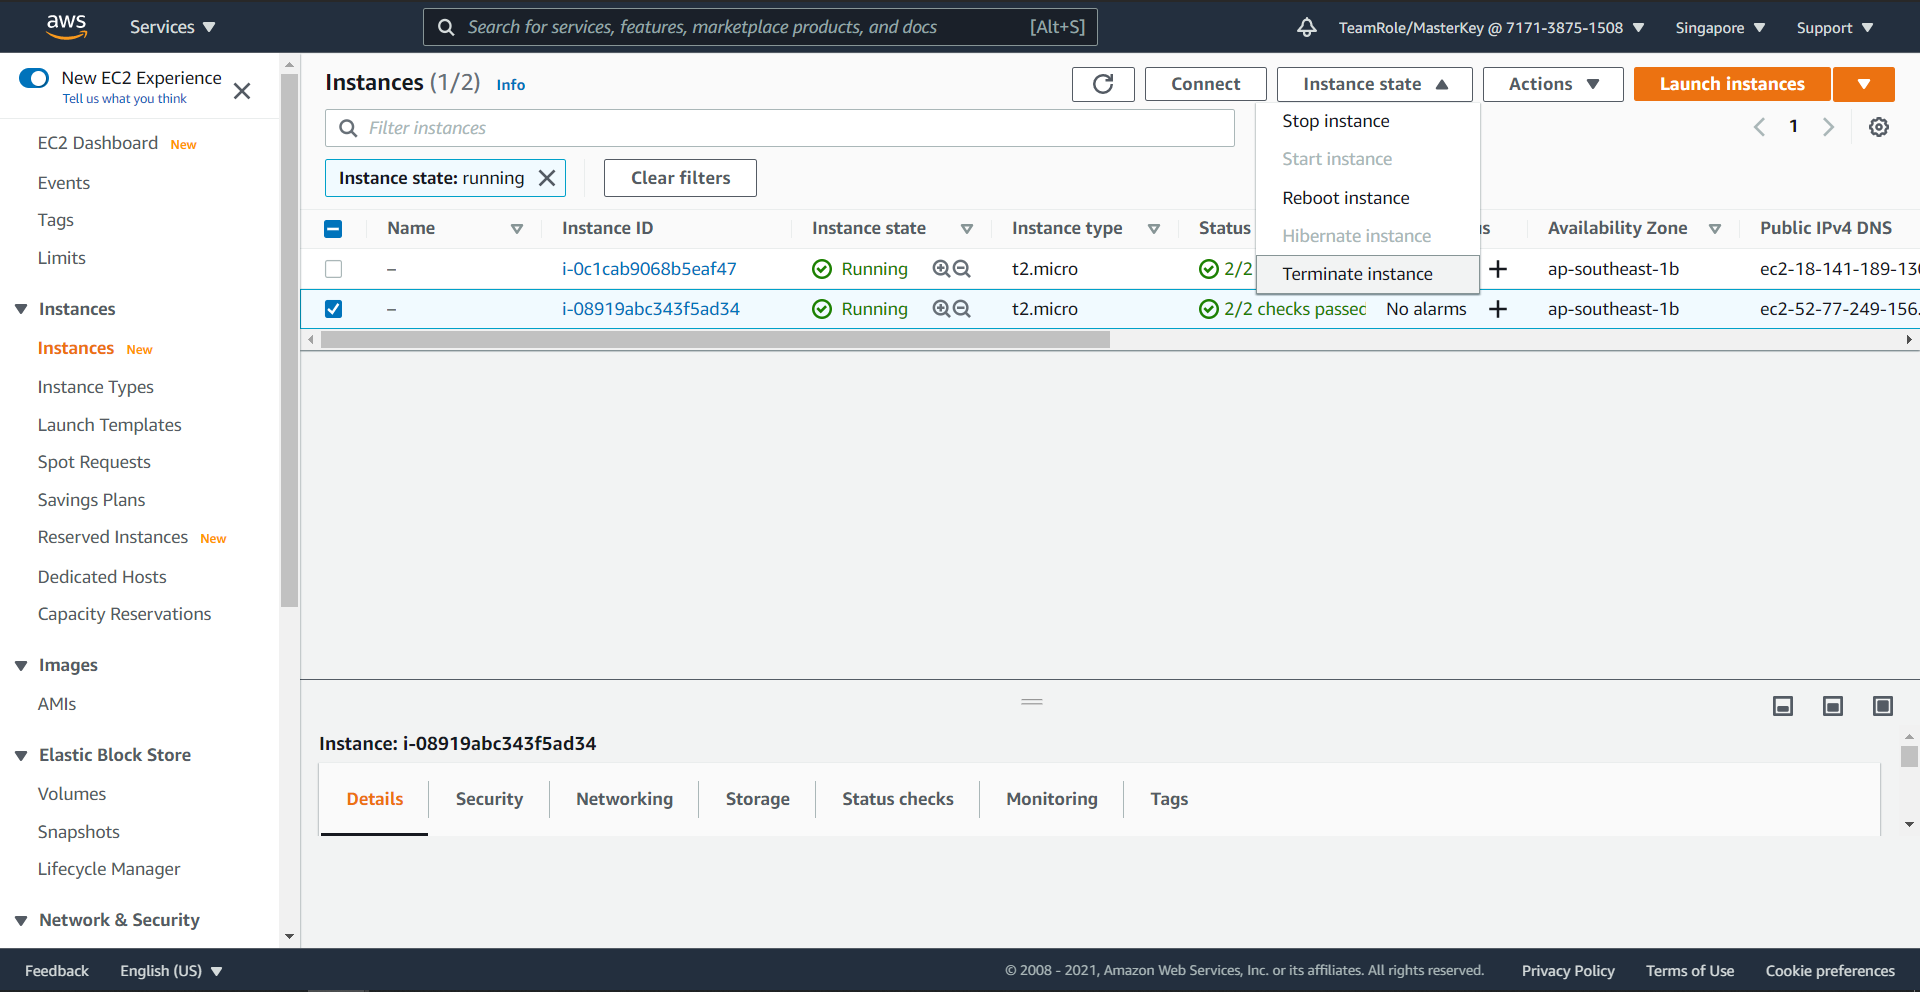 aws
Services
Search for services, features, marketplace products, and docs [Alt+S]
TeamRole/MasterKey @ 7171-3875-1508
Singapore
Support
New EC2 Experience
Tell us what you think
EC2 Dashboard New
Events
Tags
Limits
Instances
Instances New
Instance Types
Launch Templates
Spot Requests
Savings Plans
Reserved Instances New
Dedicated Hosts
Capacity Reservations
Images
AMIs
Elastic Block Store
Volumes
Snapshots
Lifecycle Manager
Network & Security
Instances (1/2) Info
Connect
Instance state
Actions
Launch instances
Filter instances
1
Instance state: running
Clear filters
Stop instance
Start instance
Reboot instance
Hibernate instance
Terminate instance
Name Instance ID Instance state Instance type Status s Availability Zone Public IPv4 DNS
– i-0c1cab9068b5eaf47 Running t2.micro 2/2 ap-southeast-1b ec2-18-141-189-130
– i-08919abc343f5ad34 Running t2.micro 2/2 checks passed No alarms ap-southeast-1b ec2-52-77-249-156.
Instance: i-08919abc343f5ad34
Details Security Networking Storage Status checks Monitoring Tags
Feedback English (US) © 2008 - 2021, Amazon Web Services, Inc. or its affiliates. All rights reserved. Privacy Policy Terms of Use Cookie preferences